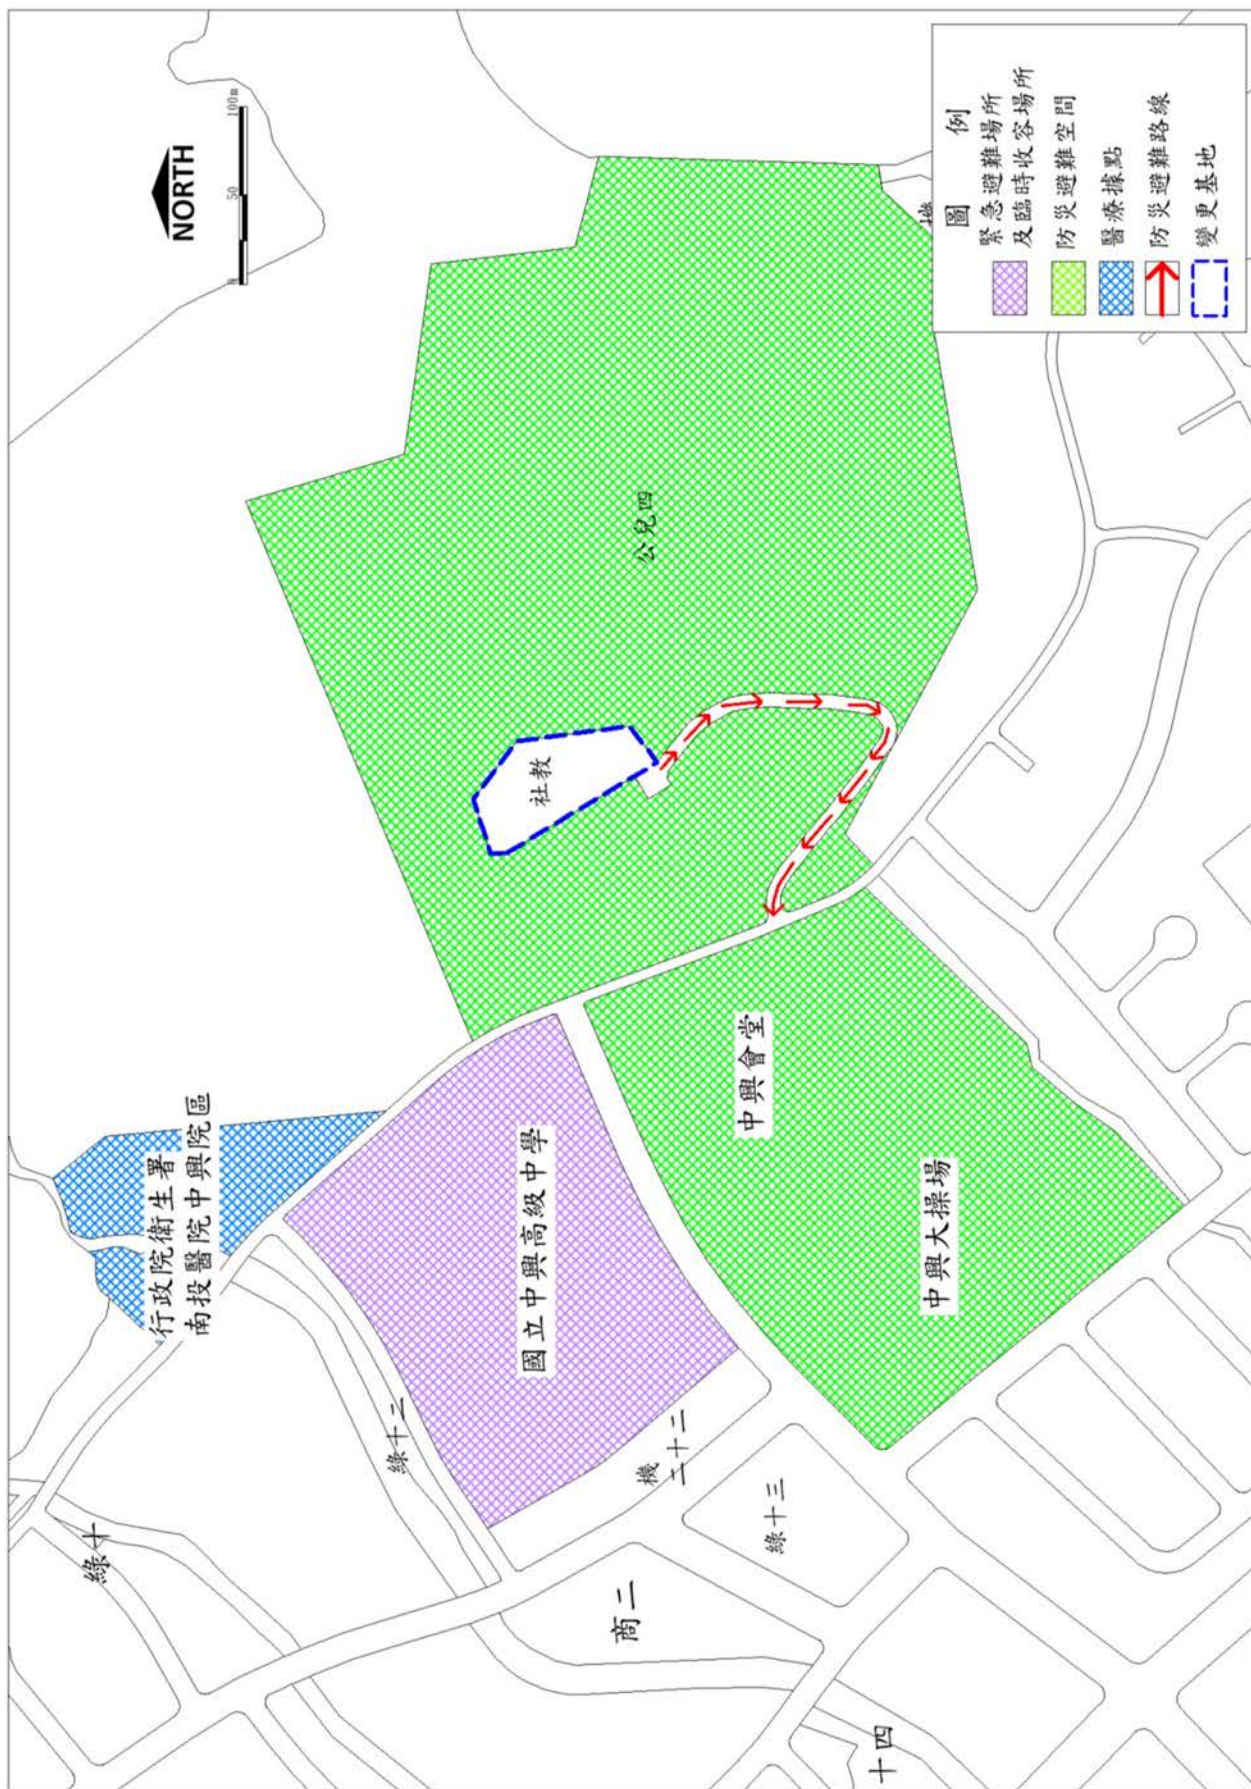 NORTH
0 50 100m
圖 例
緊急避難場所
及臨時收容場所
防災避難空間
醫療據點
防災避難路線
變更基地
行政院衛生署
南投醫院中興院區
綠十
綠十二
國立中興高級中學
社教
公兒四
機
二十二
商二
綠十三
中興會堂
中興大操場
十四
機